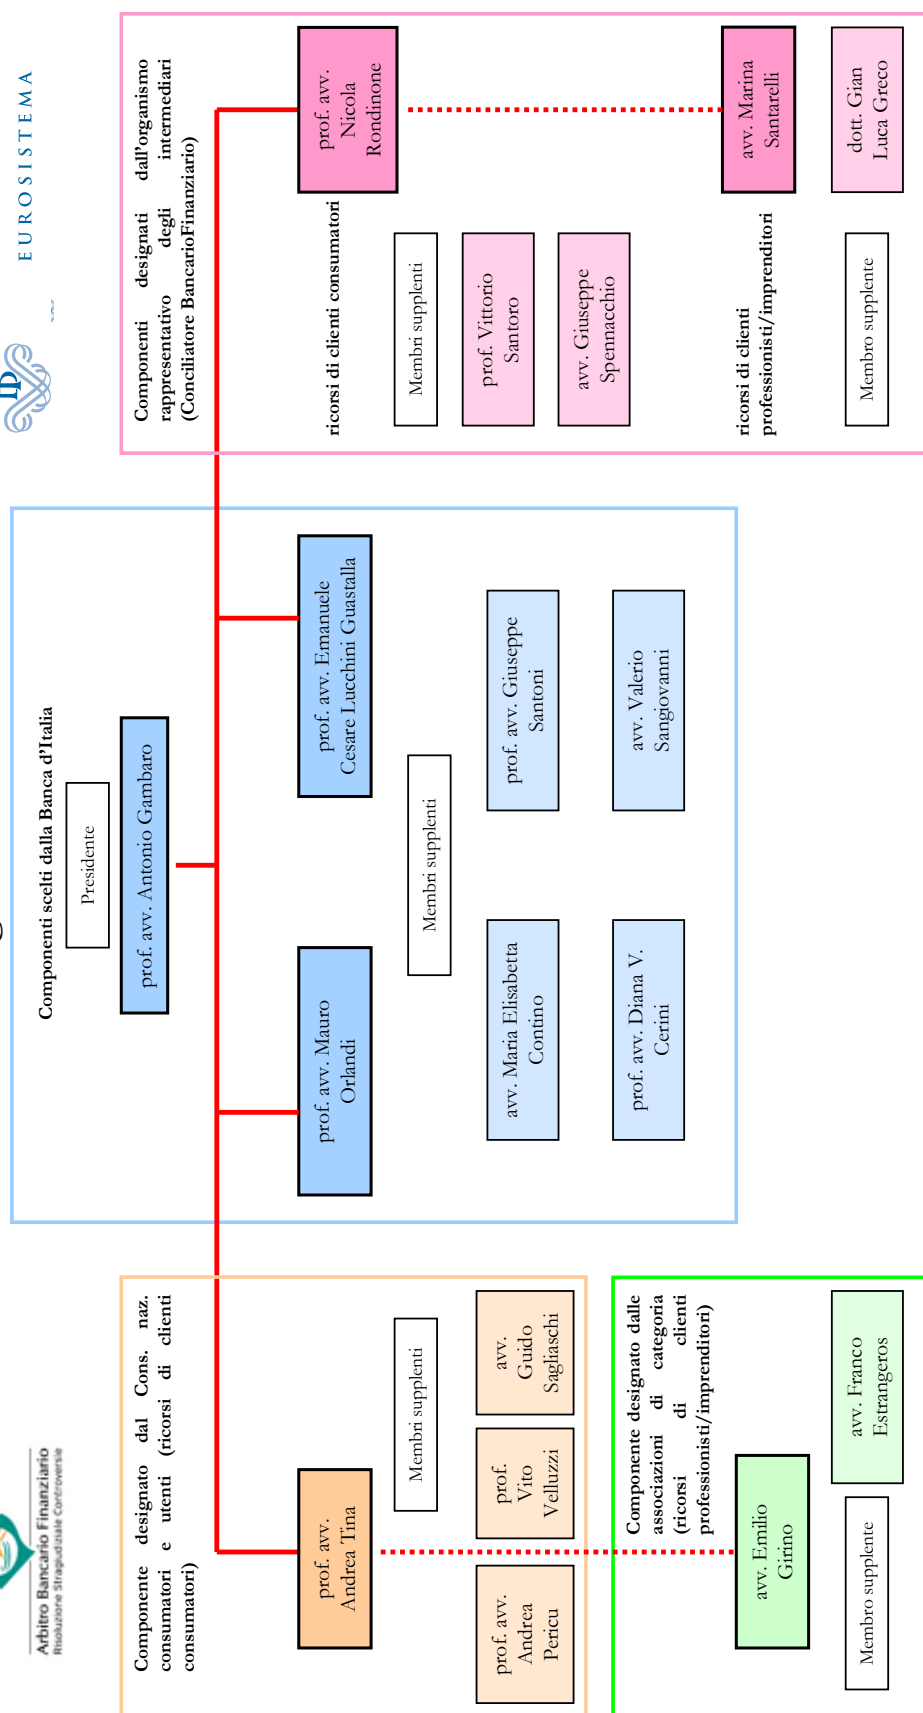 Arbitro Bancario Finanziario
Risoluzione Stragiudiziale Controversie
EUROSISTEMA
Componenti scelti dalla Banca d'Italia
Presidente
prof. avv. Antonio Gambaro
prof. avv. Mauro
Orlandi
prof. avv. Emanuele
Cesare Lucchini Guastalla
Membri supplenti
avv. Maria Elisabetta
Contino
prof. avv. Giuseppe
Santoni
prof. avv. Diana V.
Cerini
avv. Valerio
Sangiovanni
Componente designato dal Cons. naz.
consumatori e utenti (ricorsi di clienti
consumatori)
prof. avv.
Andrea Tina
Membri supplenti
prof. avv.
Andrea
Pericu
prof.
Vito
Velluzzi
avv.
Guido
Sagliaschi
Componente designato dalle
associazioni di categoria
(ricorsi di clienti
professionisti/imprenditori)
avv. Emilio
Girino
Membro supplente
avv. Franco
Estrangeros
Componenti designati dall'organismo
rappresentativo degli intermediari
(Conciliatore BancarioFinanziario)
prof. avv.
Nicola
Rondinone
ricorsi di clienti consumatori
Membri supplenti
prof. Vittorio
Santoro
avv. Giuseppe
Spennacchio
ricorsi di clienti
professionisti/imprenditori
avv. Marina
Santarelli
Membro supplente
dott. Gian
Luca Greco